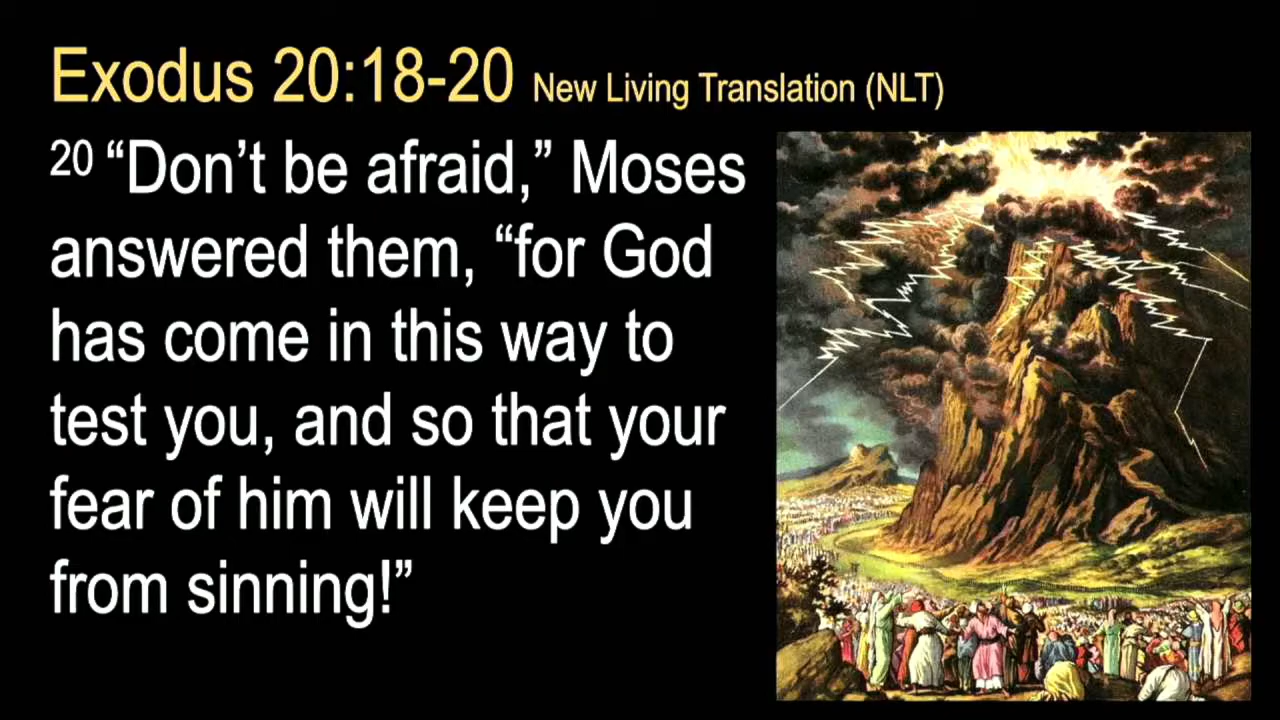 Exodus 20:18-20 New Living Translation (NLT)
20 “Don’t be afraid,” Moses
answered them, “for God
has come in this way to
test you, and so that your
fear of him will keep you
from sinning!”